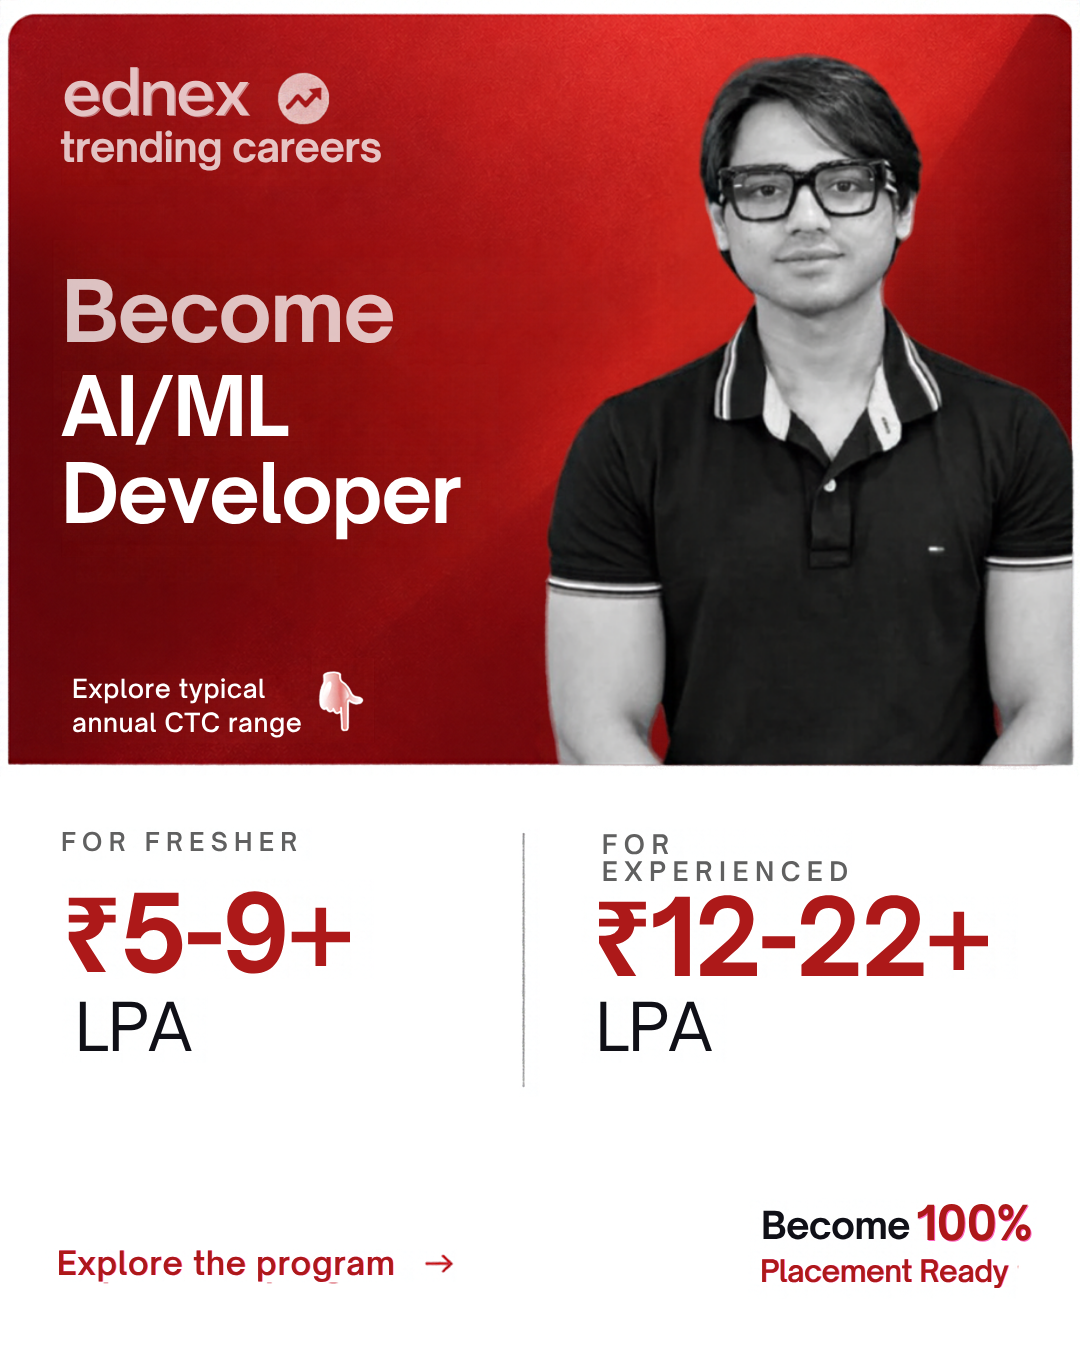 ednex
trending careers
Become
AI/ML
Developer
Explore typical
annual CTC range
FOR FRESHER
₹5-9+
LPA
FOR
EXPERIENCED
₹12-22+
LPA
Explore the program →
Become 100%
Placement Ready